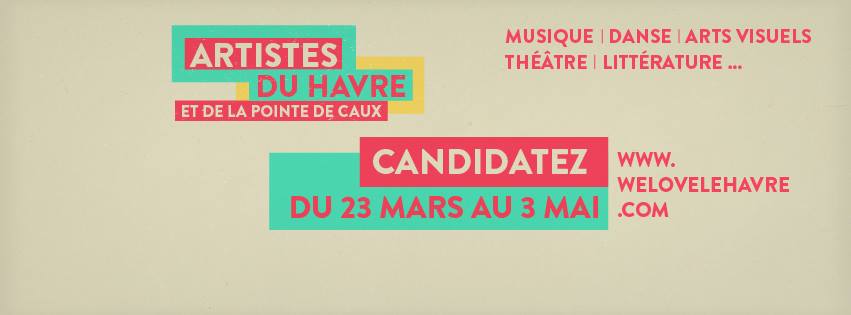 ARTISTES
DU HAVRE
ET DE LA POINTE DE CAUX
MUSIQUE | DANSE | ARTS VISUELS
THÉÂTRE | LITTÉRATURE ...
CANDIDATEZ
DU 23 MARS AU 3 MAI
WWW.
WELOVELEHAVRE
.COM